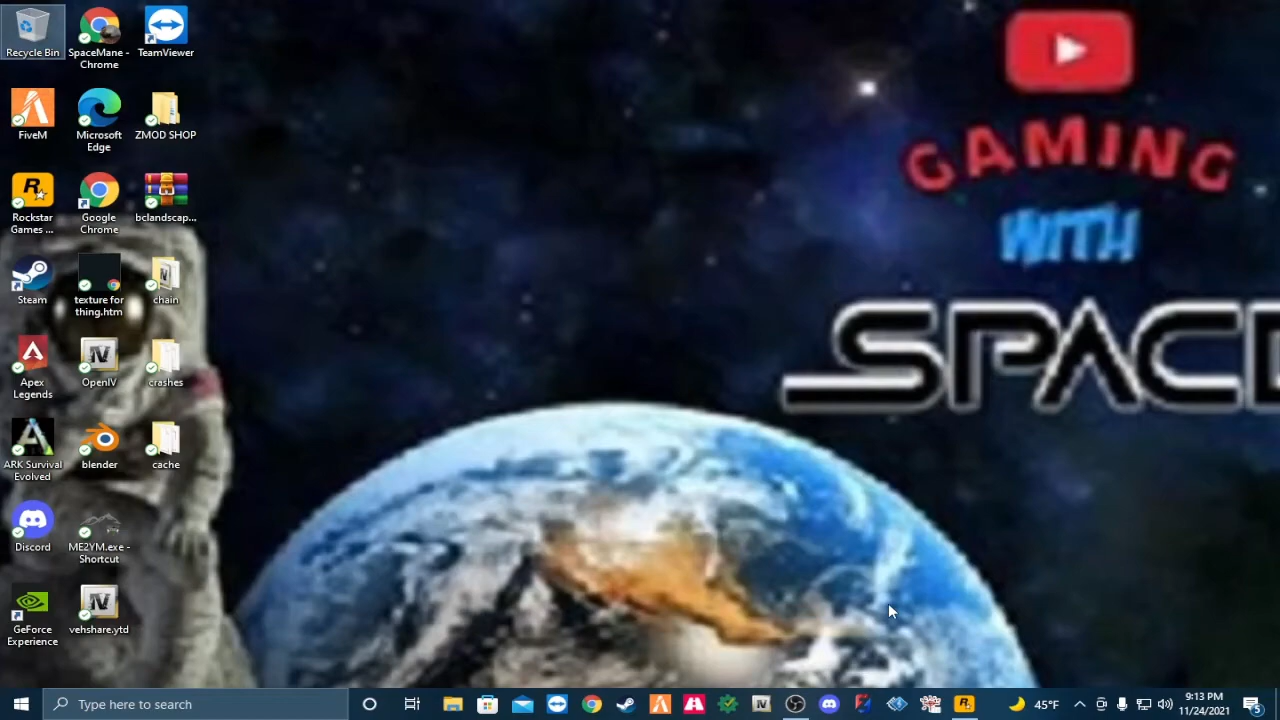 Recycle Bin
SpaceMane -
Chrome
TeamViewer
FiveM
Microsoft
Edge
ZMOD SHOP
Rockstar
Games ...
Google
Chrome
bclandscap...
Steam
texture for
thing.htm
chain
Apex
Legends
OpenIV
crashes
ARK Survival
Evolved
blender
cache
Discord
ME2YM.exe -
Shortcut
GeForce
Experience
vehshare.ytd
GAMING
WITH
SPACE
Type here to search
45°F
9:13 PM
11/24/2021
5